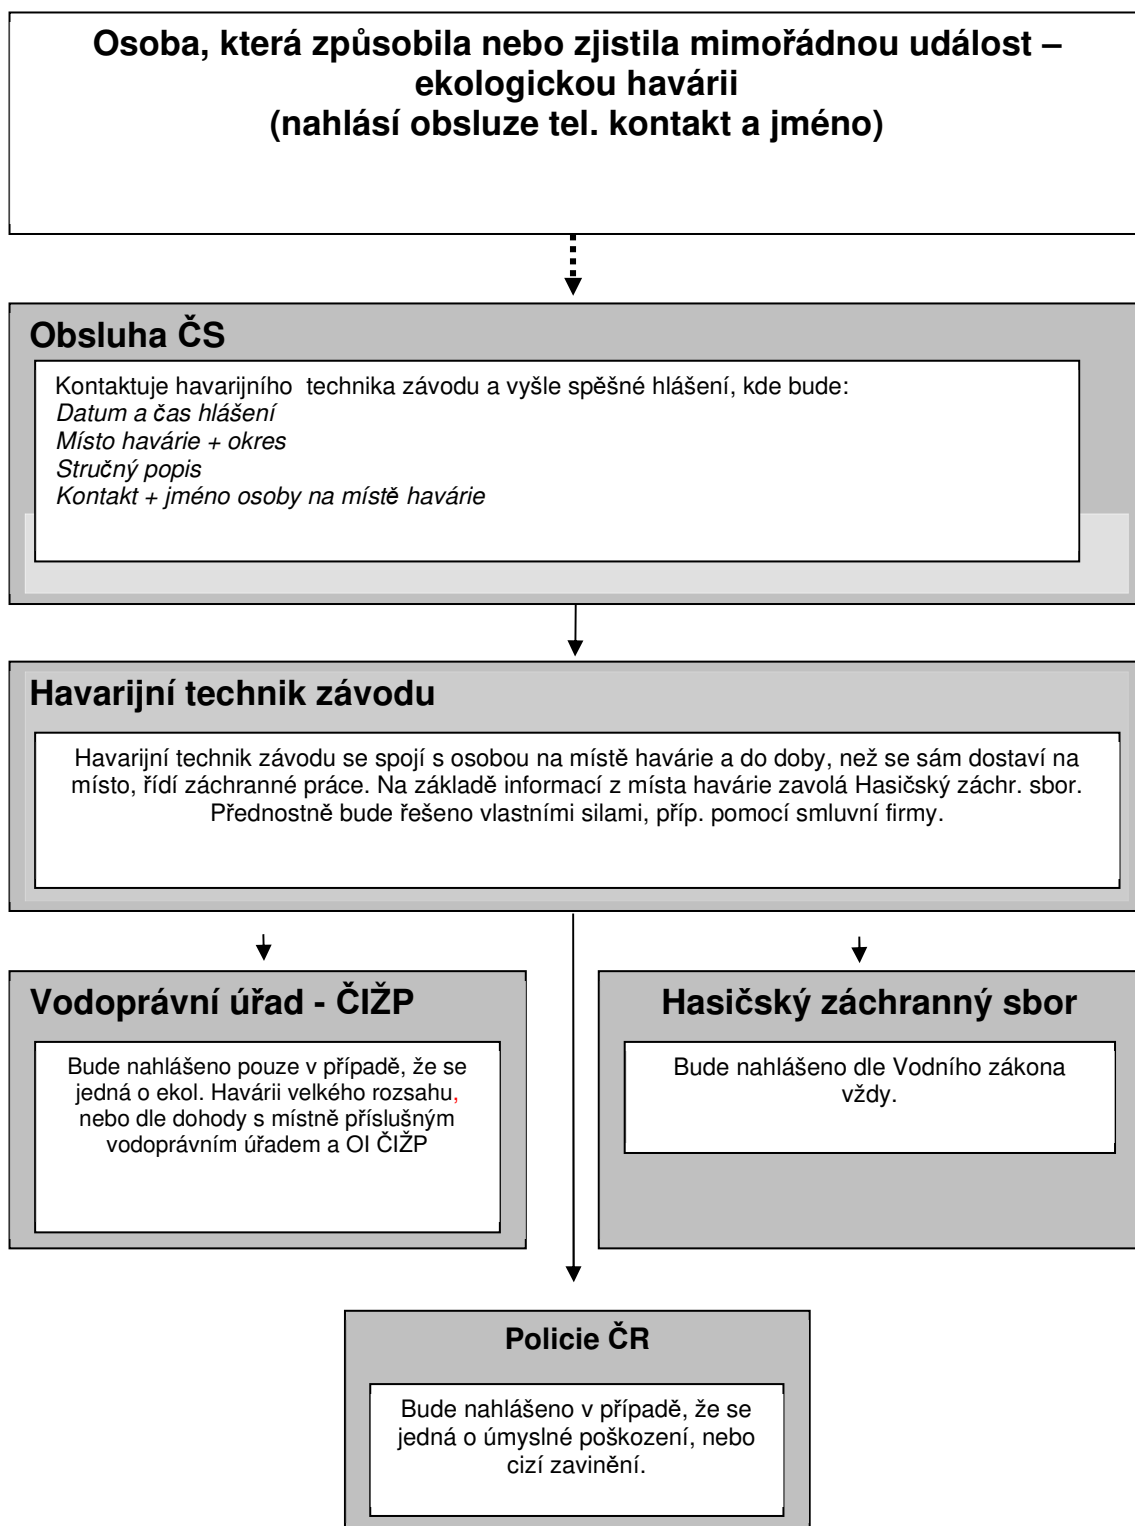 Osoba, která způsobila nebo zjistila mimořádnou událost –
ekologickou havárii
(nahlásí obsluze tel. kontakt a jméno)
Obsluha ČS
Kontaktuje havarijního technika závodu a vyšle spěšné hlášení, kde bude:
Datum a čas hlášení
Místo havárie + okres
Stručný popis
Kontakt + jméno osoby na místě havárie
Havarijní technik závodu
Havarijní technik závodu se spojí s osobou na místě havárie a do doby, než se sám dostaví na
místo, řídí záchranné práce. Na základě informací z místa havárie zavolá Hasičský záchr. sbor.
Přednostně bude řešeno vlastními silami, příp. pomocí smluvní firmy.
Vodoprávní úřad - ČIŽP
Bude nahlášeno pouze v případě, že se
jedná o ekol. Havárii velkého rozsahu,
nebo dle dohody s místně příslušným
vodoprávním úřadem a OI ČIŽP
Hasičský záchranný sbor
Bude nahlášeno dle Vodního zákona
vždy.
Policie ČR
Bude nahlášeno v případě, že se
jedná o úmyslné poškození, nebo
cizí zavinění.